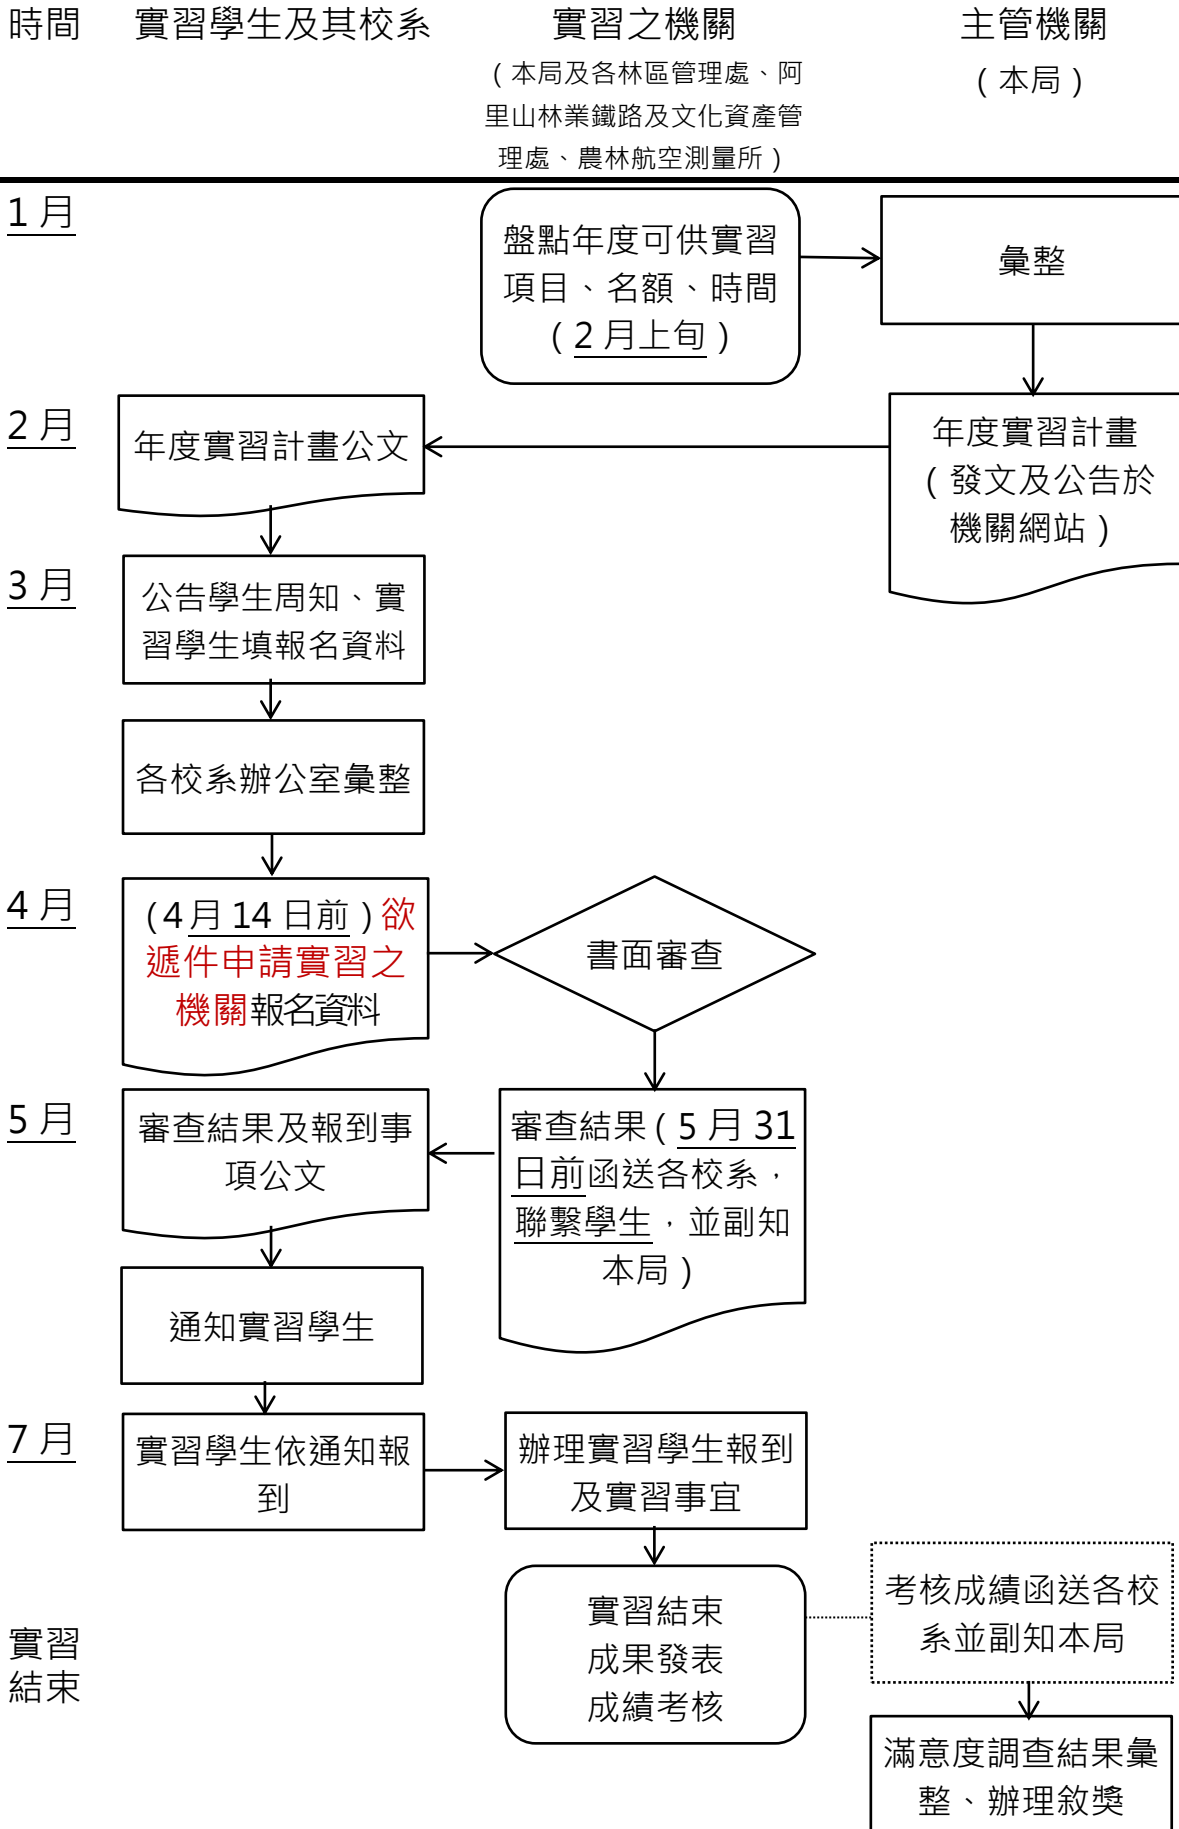 時間 實習學生及其校系 實習之機關 主管機關
（本局及各林區管理處、阿
里山林業鐵路及文化資產管
理處、農林航空測量所）
（本局）
1 月
盤點年度可供實習
項目、名額、時間
（2 月上旬）
彙整
2 月
年度實習計畫公文
年度實習計畫
（發文及公告於
機關網站）
3 月
公告學生周知、實
習學生填報名資料
各校系辦公室彙整
4 月
(4 月 14 日前）欲
遞件申請實習之
機關報名資料
書面審查
5 月
審查結果及報到事
項公文
審查結果（5 月 31
日前函送各校系，
聯繫學生，並副知
本局）
通知實習學生
7 月
實習學生依通知報
到
辦理實習學生報到
及實習事宜
實習
結束
實習結束
成果發表
成績考核
考核成績函送各校
系並副知本局
滿意度調查結果彙
整、辦理敘獎